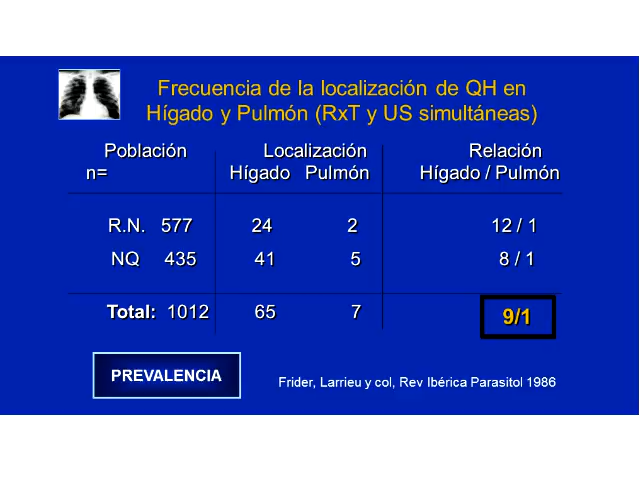 Frecuencia de la localización de QH en
Hígado y Pulmón (RxT y US simultáneas)
Población Localización Relación
n= Hígado Pulmón Hígado / Pulmón
R.N. 577 24 2 12 / 1
NQ 435 41 5 8 / 1
Total: 1012 65 7 9/1
PREVALENCIA
Frider, Larrieu y col, Rev Ibérica Parasitol 1986